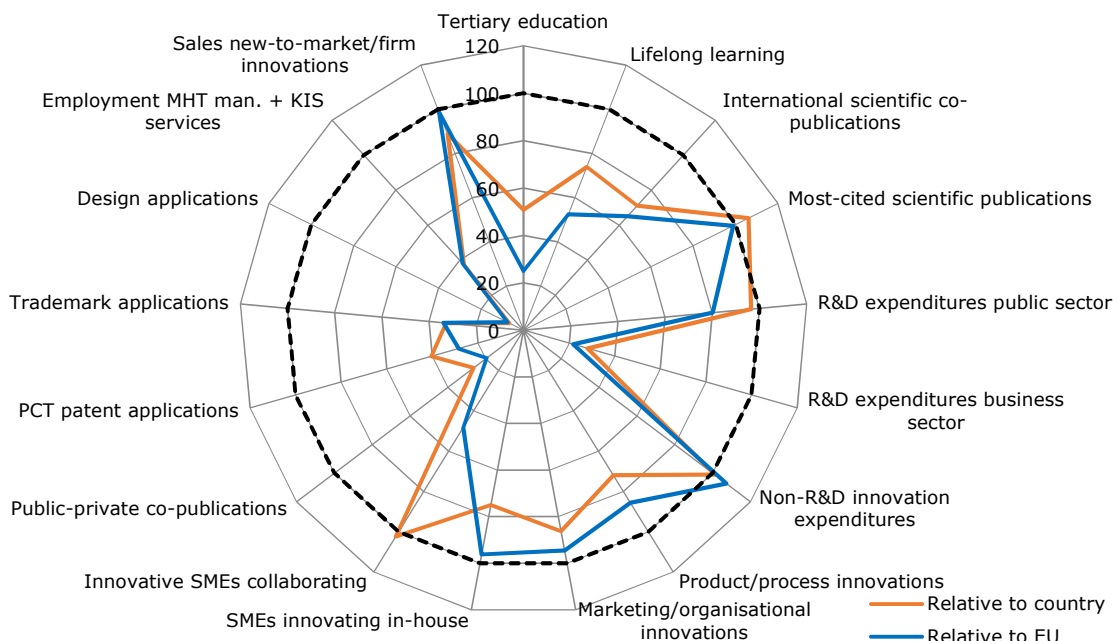 Tertiary education
Sales new-to-market/firm
innovations
120
Lifelong learning
Employment MHT man. + KIS
services
100
International scientific co-
publications
80
Design applications
60
Most-cited scientific publications
40
Trademark applications
20
R&D expenditures public sector
0
PCT patent applications
R&D expenditures business
sector
Public-private co-publications
Non-R&D innovation
expenditures
Innovative SMEs collaborating
Product/process innovations
SMEs innovating in-house
Marketing/organisational
innovations
Relative to country
Relative to EU